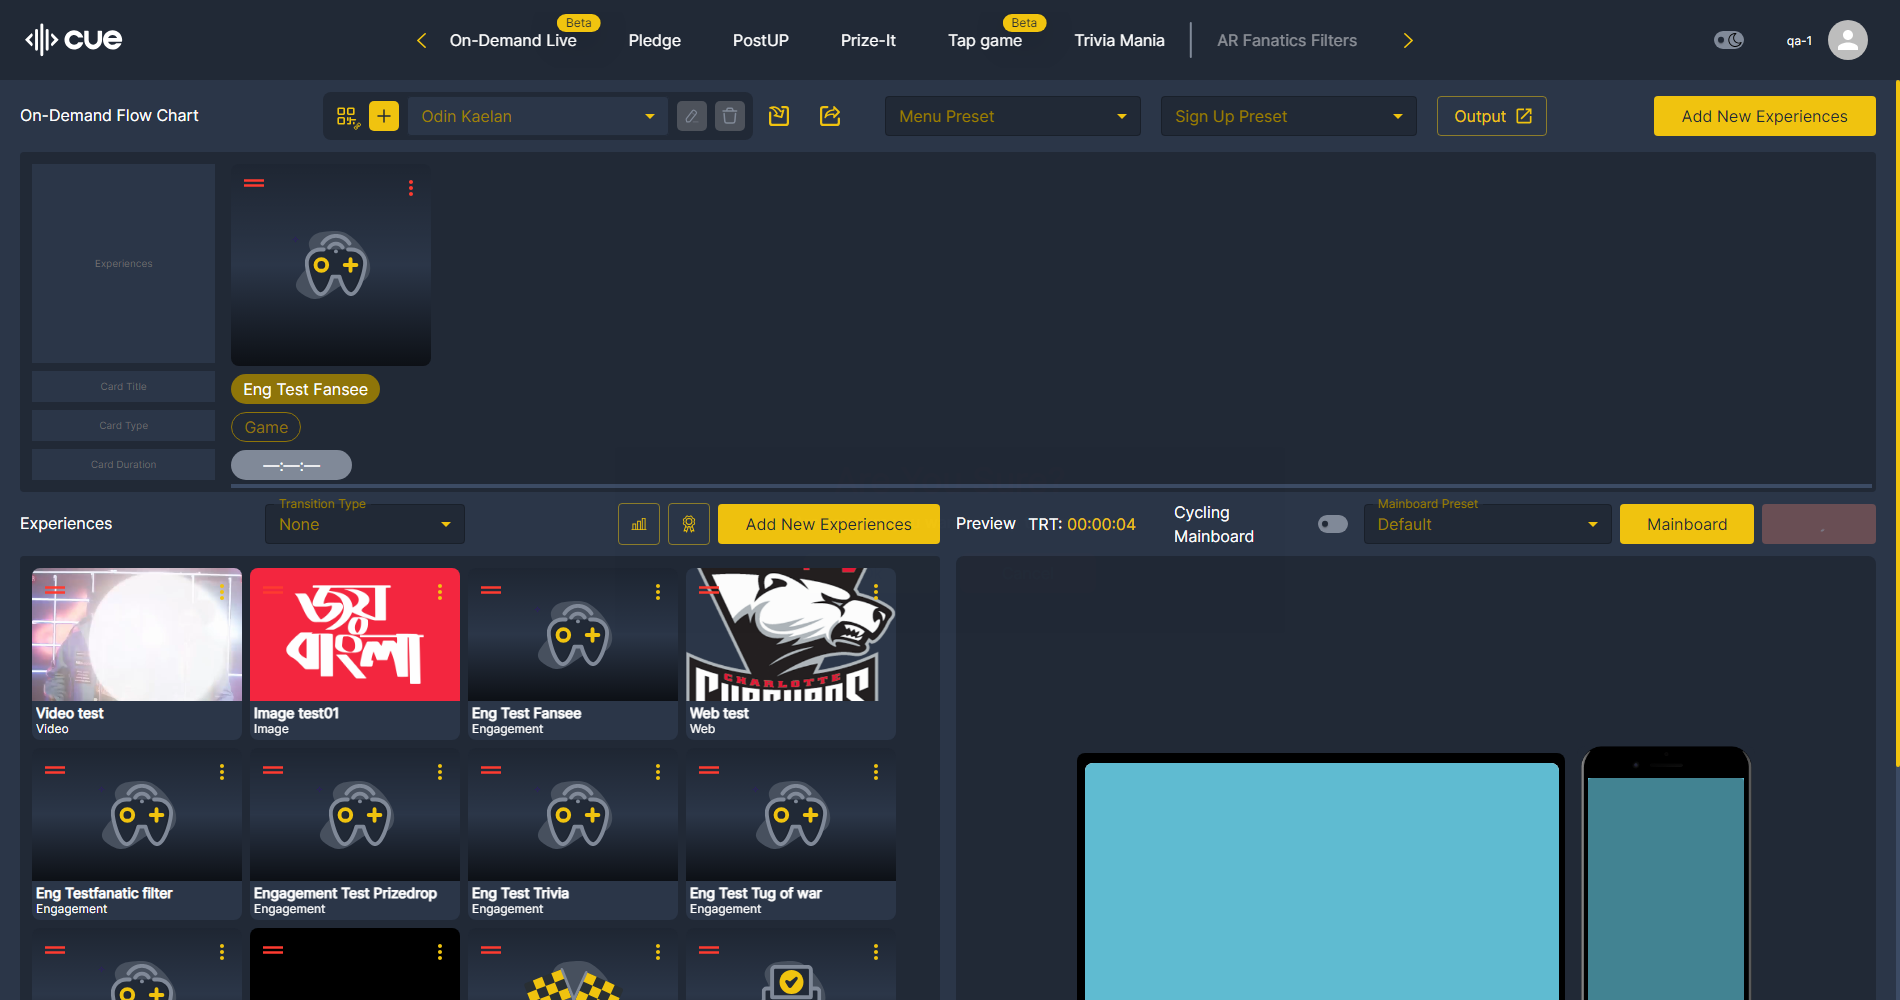 cue
On-Demand Live
Beta
Pledge
PostUP
Prize-It
Tap game
Beta
Trivia Mania
AR Fanatics Filters
qa-1
On-Demand Flow Chart
Odin Kaelan
Menu Preset
Sign Up Preset
Output
Add New Experiences
Experiences
Card Title
Eng Test Fansee
Card Type
Game
Card Duration
—:—:—
Experiences
Transition Type
None
Add New Experiences
Preview
TRT: 00:00:04
Cycling
Mainboard
Mainboard Preset
Default
Mainboard
জয়
বাংলা
CHARLOTTE
Video test
Video
Image test01
Image
Eng Test Fansee
Engagement
Web test
Web
Eng Testfanatic filter
Engagement
Engagement Test Prizedrop
Engagement
Eng Test Trivia
Engagement
Eng Test Tug of war
Engagement